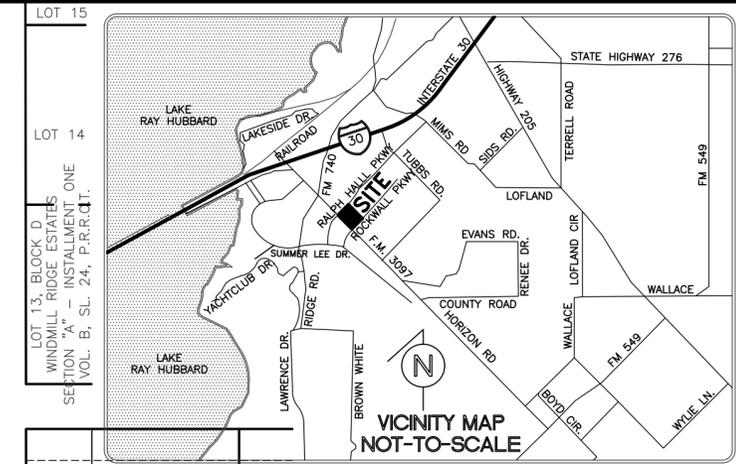 LOT 15
LOT 14
LOT 13, BLOCK D
WINDMILL RIDGE ESTATES
SECTION "A" – INSTALLMENT ONE
VOL. B, SL. 24, P.R.R.C.T.
LAKE
RAY HUBBARD
LAKESIDE DR.
RAILROAD
30
INTERSTATE 30
STATE HIGHWAY 276
HIGHWAY 205
TERRELL ROAD
FM 549
MIMS RD
SIDS RD.
FM 740
RALPH HALL PKWY
SITE
ROCKWALL PKWY
TUBBS RD.
LOFLAND
SUMMER LEE DR.
F.M. 3097
EVANS RD.
RENEE DR.
LOFLAND CIR
YACHTCLUB DR.
RIDGE RD.
COUNTY ROAD
WALLACE
WALLACE
HORIZON RD
FM 549
LAKE
RAY HUBBARD
LAWRENCE DR.
BROWN WHITE
N
BOYD CIR.
WYLIE LN.
VICINITY MAP
NOT-TO-SCALE